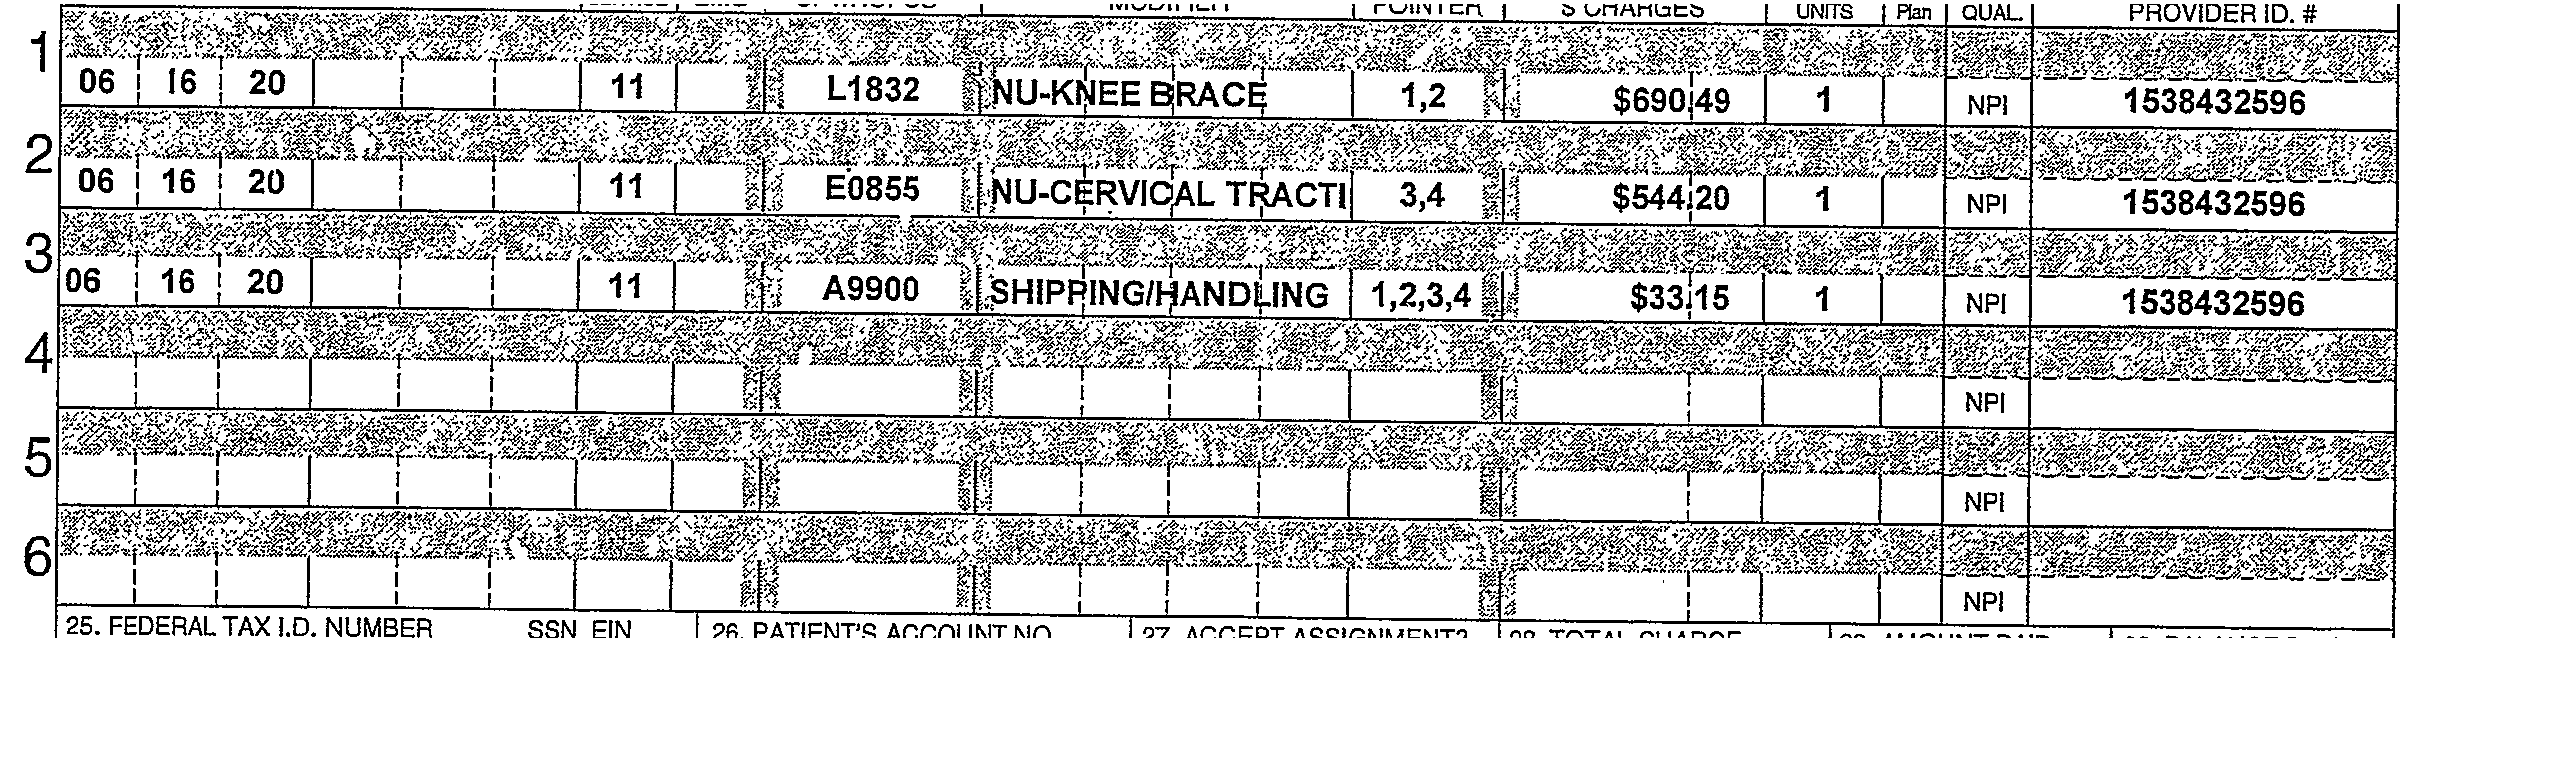 MODIFIER POINTER $ CHARGES UNITS Plan QUAL. PROVIDER ID. #
1
06 16 20 11 L1832 NU-KNEE BRACE 1,2 $690.49 1 NPI 1538432596
2
06 16 20 11 E0855 NU-CERVICAL TRACTI 3,4 $544.20 1 NPI 1538432596
3
06 16 20 11 A9900 SHIPPING/HANDLING 1,2,3,4 $33.15 1 NPI 1538432596
4
NPI
5
NPI
6
NPI
25. FEDERAL TAX I.D. NUMBER SSN EIN 26. PATIENT'S ACCOUNT NO. 27. ACCEPT ASSIGNMENT? 28. TOTAL CHARGE